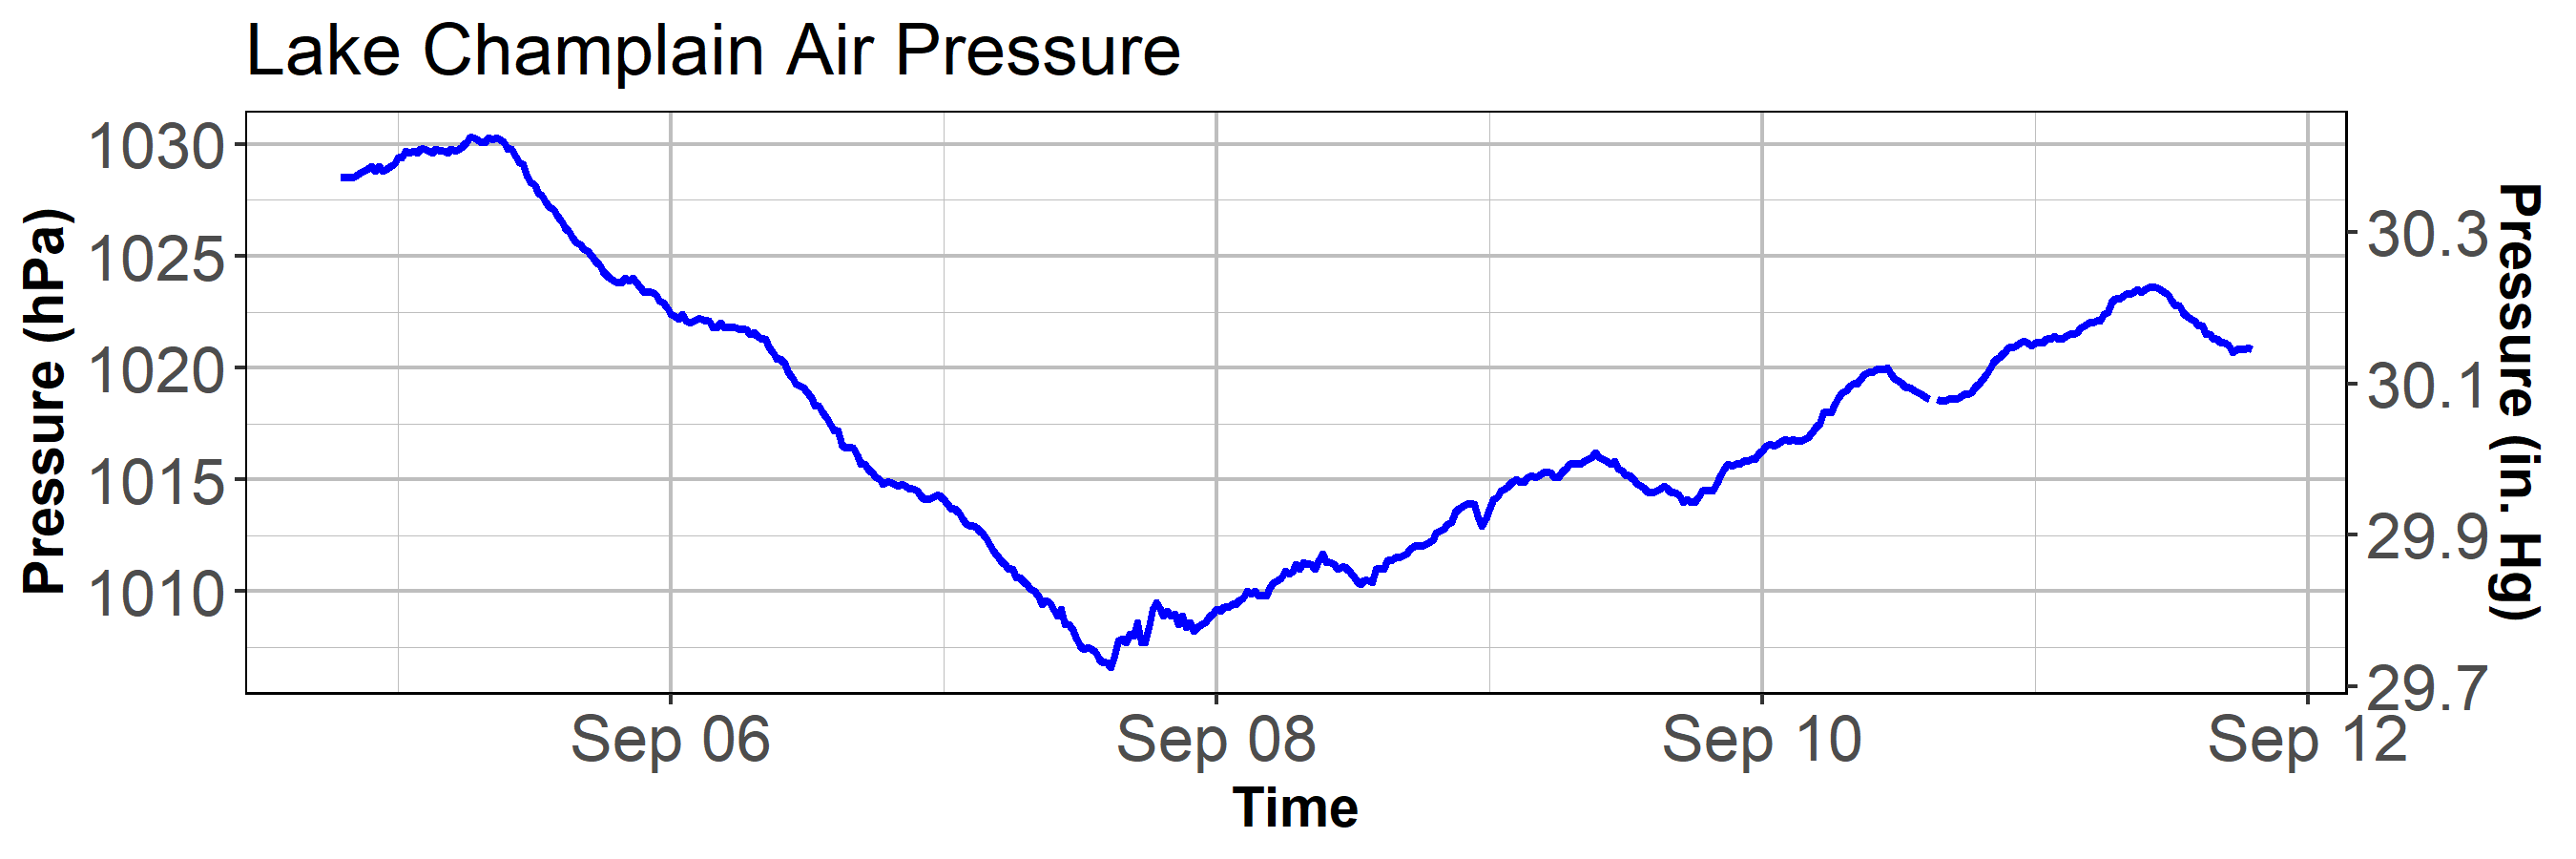 Lake Champlain Air Pressure
Pressure (hPa)
1030
1025
1020
1015
1010
30.3
30.1
29.9
29.7
Pressure (in. Hg)
Sep 06
Sep 08
Sep 10
Sep 12
Time